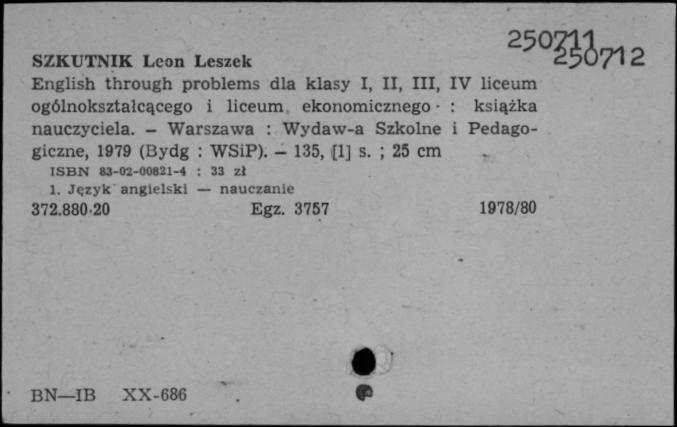 250711
250712
SZKUTNIK Leon Leszek
English through problems dla klasy I, II, III, IV liceum
ogólnokształcącego i liceum ekonomicznego : książka
nauczyciela. — Warszawa : Wydaw-a Szkolne i Pedago-
giczne, 1979 (Bydg : WSiP). — 135, [1] s. ; 25 cm
ISBN 83-02-00821-4 : 33 zł
1. Język angielski — nauczanie
372.880.20 Egz. 3757 1978/80
BN—IB XX-686